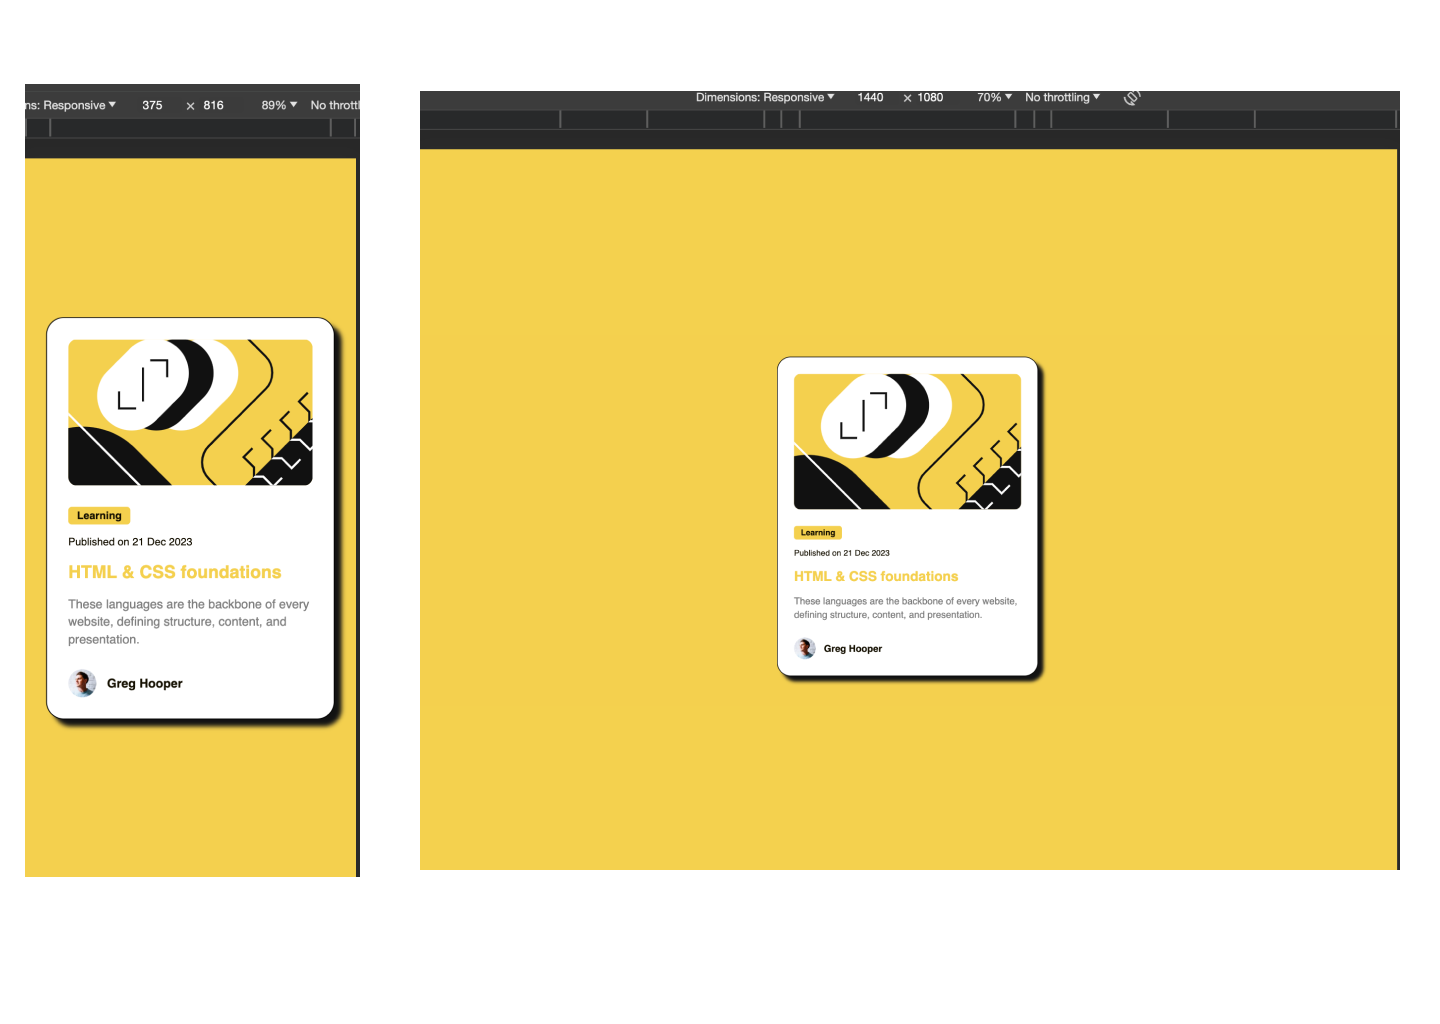 ns: Responsive ▾ 375 × 816 89% ▾ No throttl
Learning
Published on 21 Dec 2023
HTML & CSS foundations
These languages are the backbone of every
website, defining structure, content, and
presentation.
Greg Hooper
Dimensions: Responsive ▾ 1440 × 1080 70% ▾ No throttling ▾
Learning
Published on 21 Dec 2023
HTML & CSS foundations
These languages are the backbone of every website,
defining structure, content, and presentation.
Greg Hooper